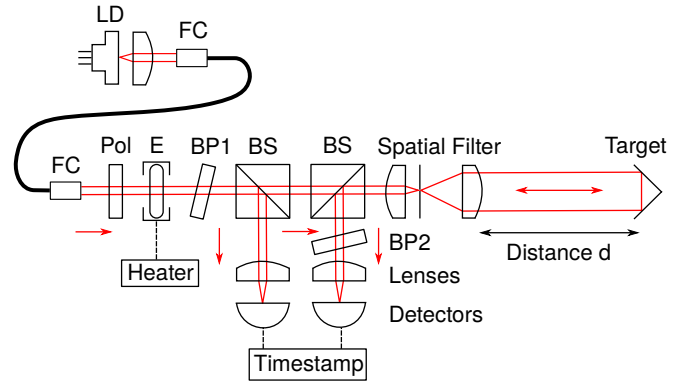 LD
FC
FC Pol E BP1 BS BS Spatial Filter Target
BP2
Distance d
Heater
Lenses
Detectors
Timestamp